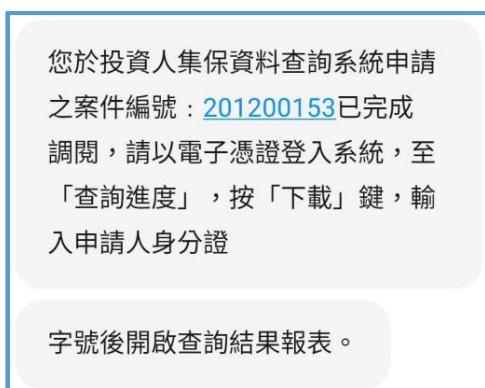 您於投資人集保資料查詢系統申請
之案件編號：201200153已完成
調閱，請以電子憑證登入系統，至
「查詢進度」，按「下載」鍵，輸
入申請人身分證
字號後開啟查詢結果報表。